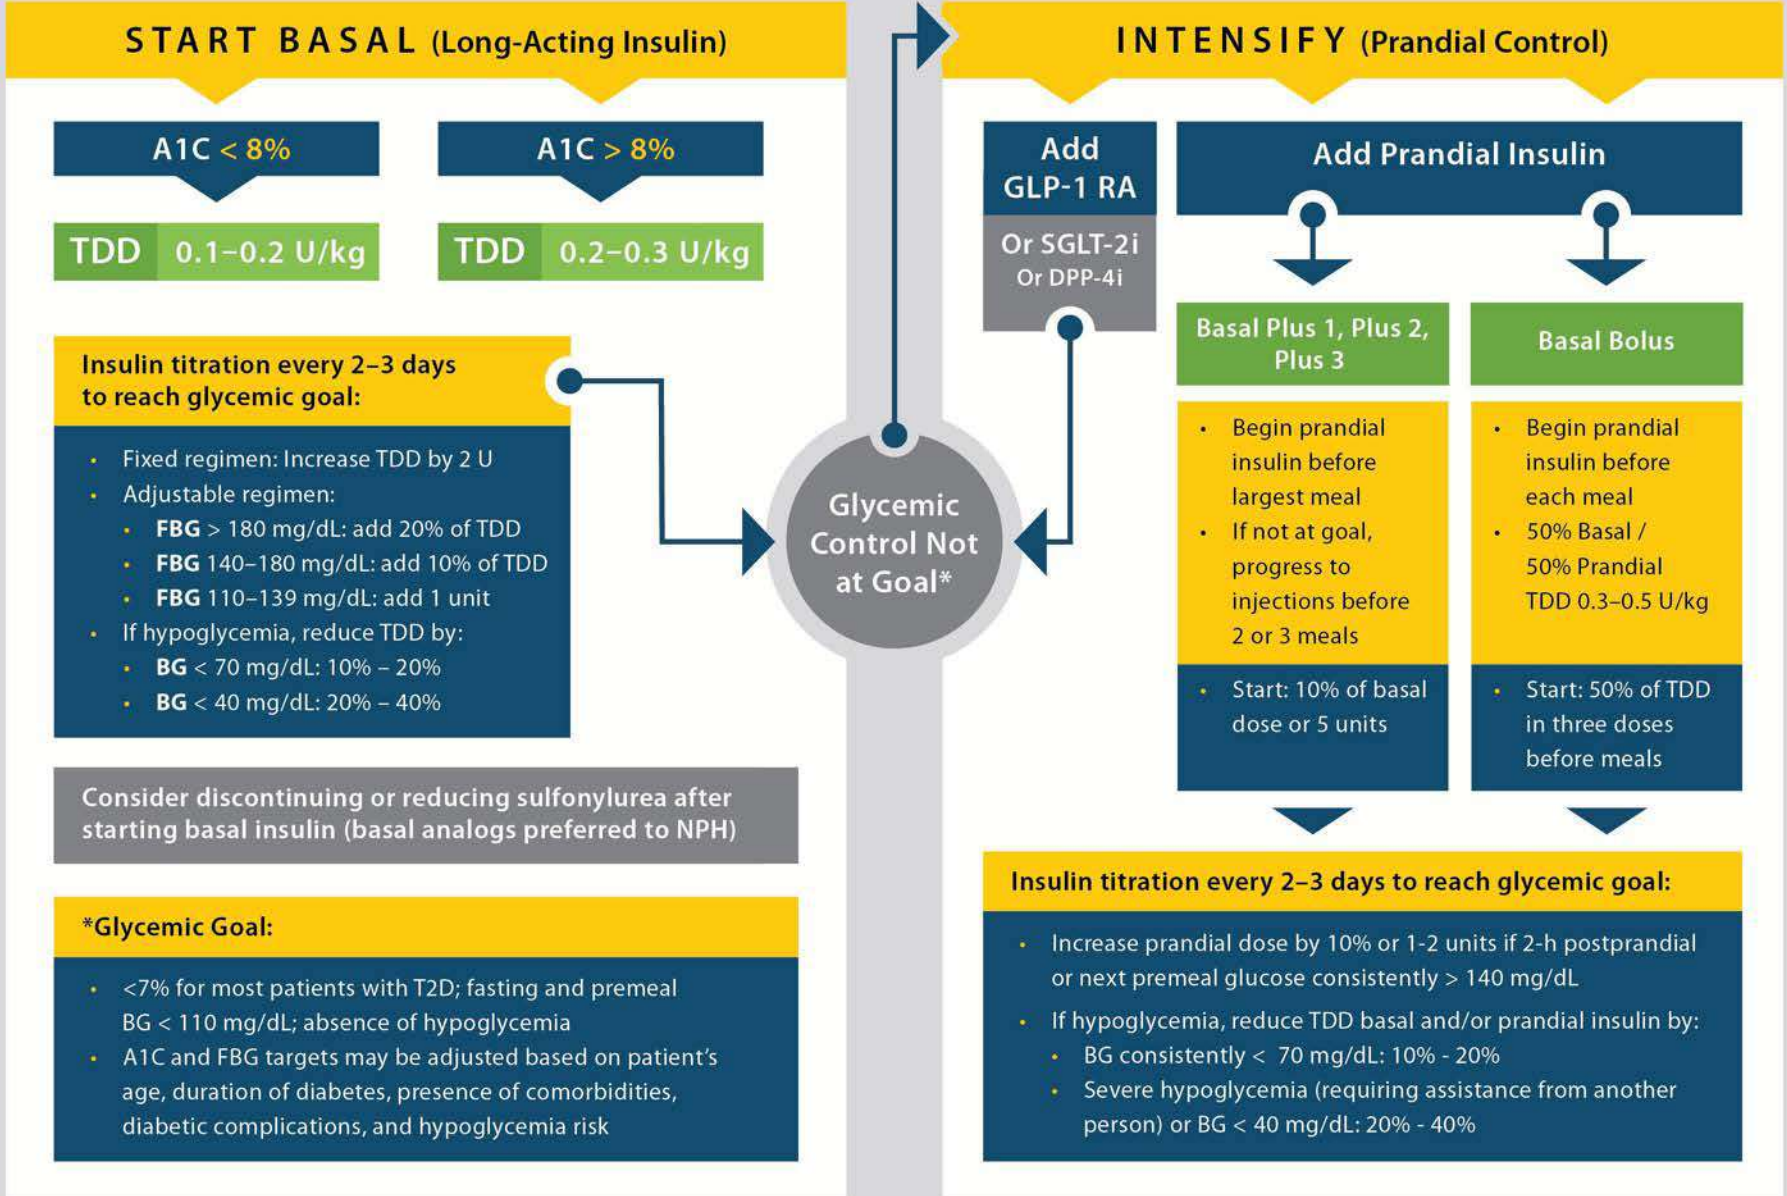 START BASAL (Long-Acting Insulin)
A1C < 8%
A1C > 8%
TDD 0.1–0.2 U/kg
TDD 0.2–0.3 U/kg
Insulin titration every 2–3 days
to reach glycemic goal:
• Fixed regimen: Increase TDD by 2 U
• Adjustable regimen:
• FBG > 180 mg/dL: add 20% of TDD
• FBG 140–180 mg/dL: add 10% of TDD
• FBG 110–139 mg/dL: add 1 unit
• If hypoglycemia, reduce TDD by:
• BG < 70 mg/dL: 10% – 20%
• BG < 40 mg/dL: 20% – 40%
Consider discontinuing or reducing sulfonylurea after
starting basal insulin (basal analogs preferred to NPH)
*Glycemic Goal:
• <7% for most patients with T2D; fasting and premeal
BG < 110 mg/dL; absence of hypoglycemia
• A1C and FBG targets may be adjusted based on patient's
age, duration of diabetes, presence of comorbidities,
diabetic complications, and hypoglycemia risk
Glycemic
Control Not
at Goal*
INTENSIFY (Prandial Control)
Add
GLP-1 RA
Or SGLT-2i
Or DPP-4i
Add Prandial Insulin
Basal Plus 1, Plus 2,
Plus 3
• Begin prandial
insulin before
largest meal
• If not at goal,
progress to
injections before
2 or 3 meals
• Start: 10% of basal
dose or 5 units
Basal Bolus
• Begin prandial
insulin before
each meal
• 50% Basal /
50% Prandial
TDD 0.3–0.5 U/kg
• Start: 50% of TDD
in three doses
before meals
Insulin titration every 2–3 days to reach glycemic goal:
• Increase prandial dose by 10% or 1-2 units if 2-h postprandial
or next premeal glucose consistently > 140 mg/dL
• If hypoglycemia, reduce TDD basal and/or prandial insulin by:
• BG consistently < 70 mg/dL: 10% - 20%
• Severe hypoglycemia (requiring assistance from another
person) or BG < 40 mg/dL: 20% - 40%